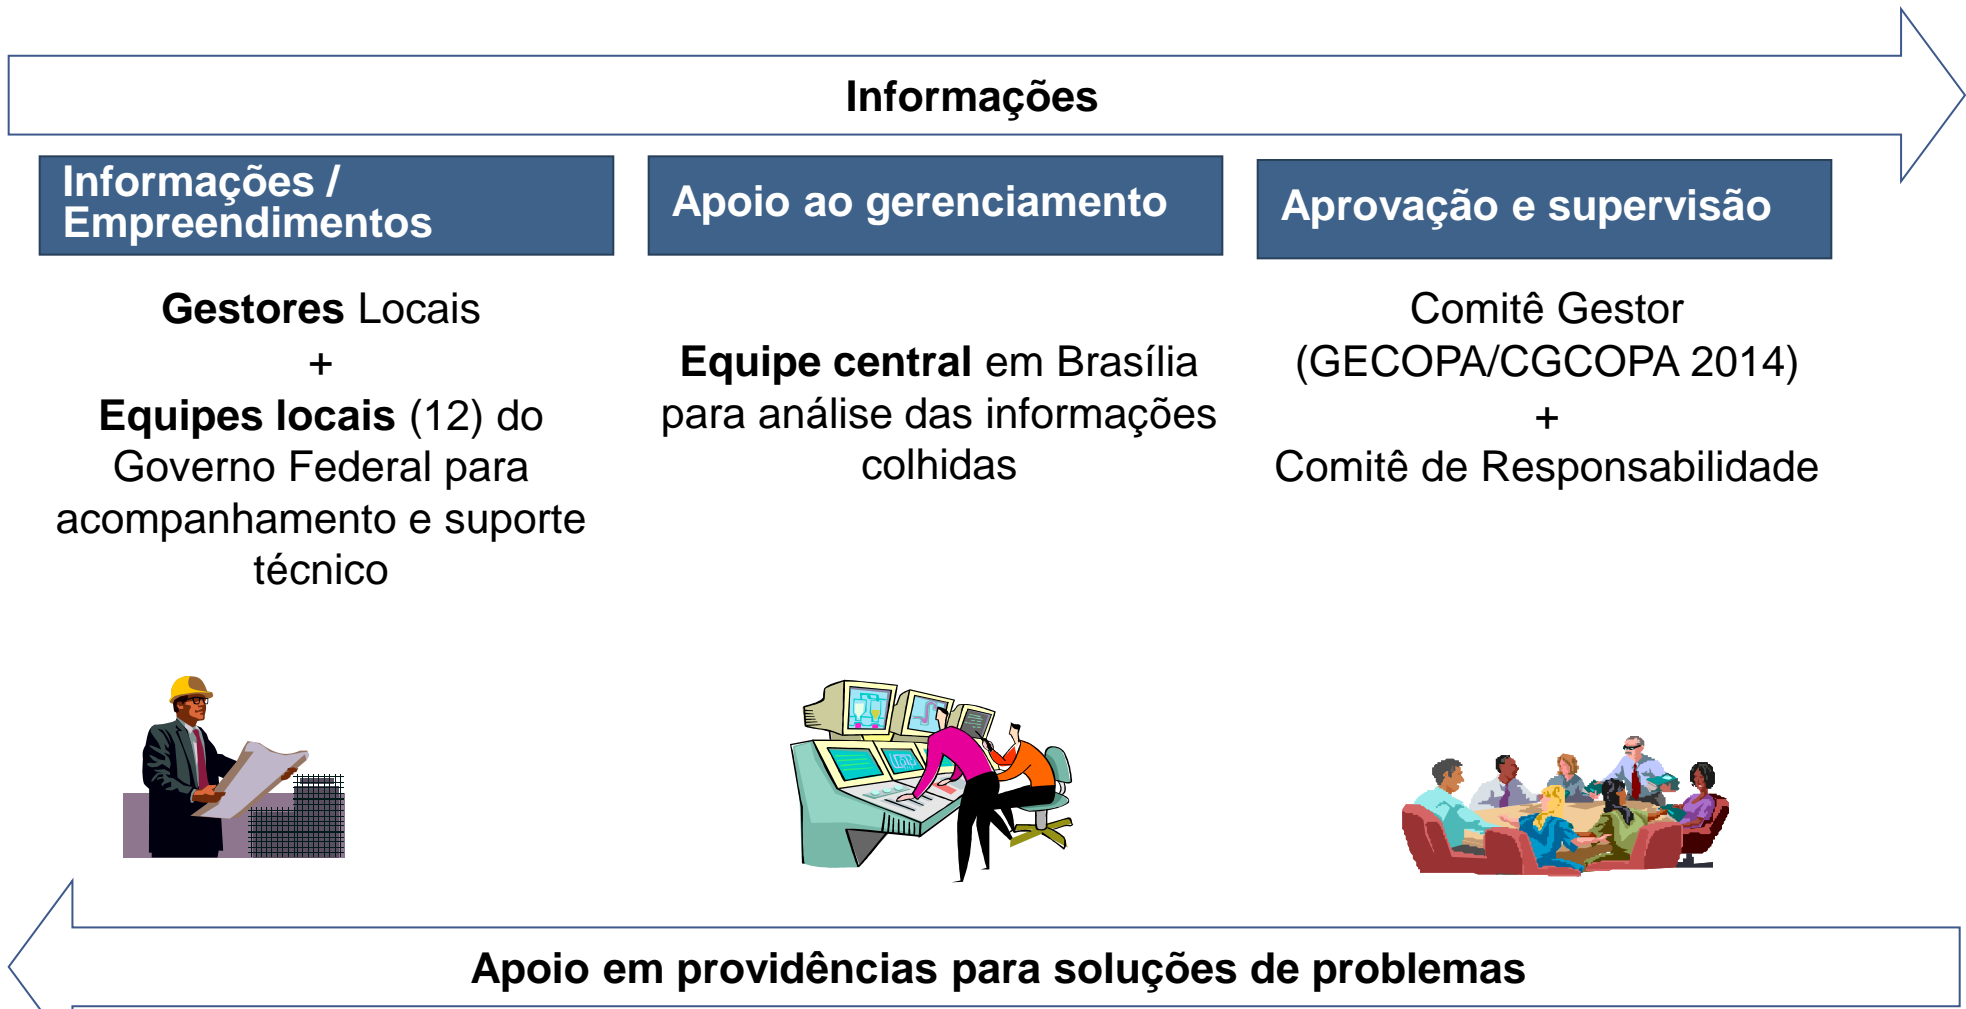 Informações
Informações /
Empreendimentos
Gestores Locais
+
Equipes locais (12) do
Governo Federal para
acompanhamento e suporte
técnico
Apoio ao gerenciamento
Equipe central em Brasília
para análise das informações
colhidas
Aprovação e supervisão
Comitê Gestor
(GECOPA/CGCOPA 2014)
+
Comitê de Responsabilidade
Apoio em providências para soluções de problemas